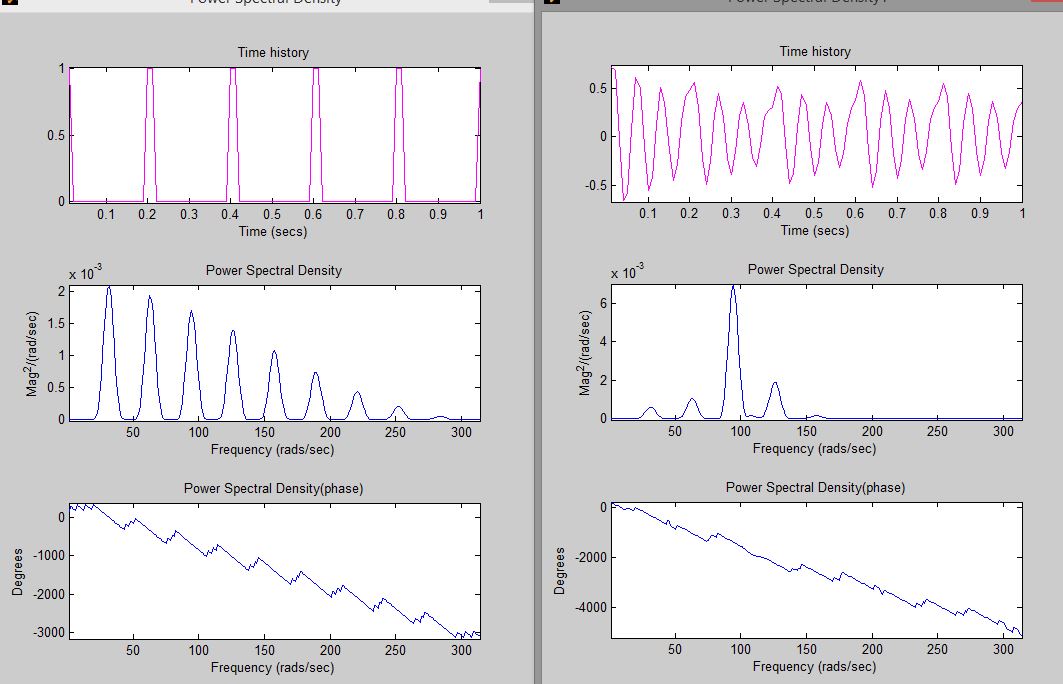 Power Spectral Density
Time history
1
0.5
0
0.1 0.2 0.3 0.4 0.5 0.6 0.7 0.8 0.9 1
Time (secs)
x 10⁻³
Power Spectral Density
2
1.5
1
0.5
0
Mag²/(rad/sec)
50 100 150 200 250 300
Frequency (rads/sec)
Power Spectral Density(phase)
0
-1000
-2000
-3000
Degrees
50 100 150 200 250 300
Frequency (rads/sec)
Power Spectral Density
Time history
0.5
0
-0.5
0.1 0.2 0.3 0.4 0.5 0.6 0.7 0.8 0.9 1
Time (secs)
x 10⁻³
Power Spectral Density
6
4
2
0
Mag²/(rad/sec)
50 100 150 200 250 300
Frequency (rads/sec)
Power Spectral Density(phase)
0
-2000
-4000
Degrees
50 100 150 200 250 300
Frequency (rads/sec)